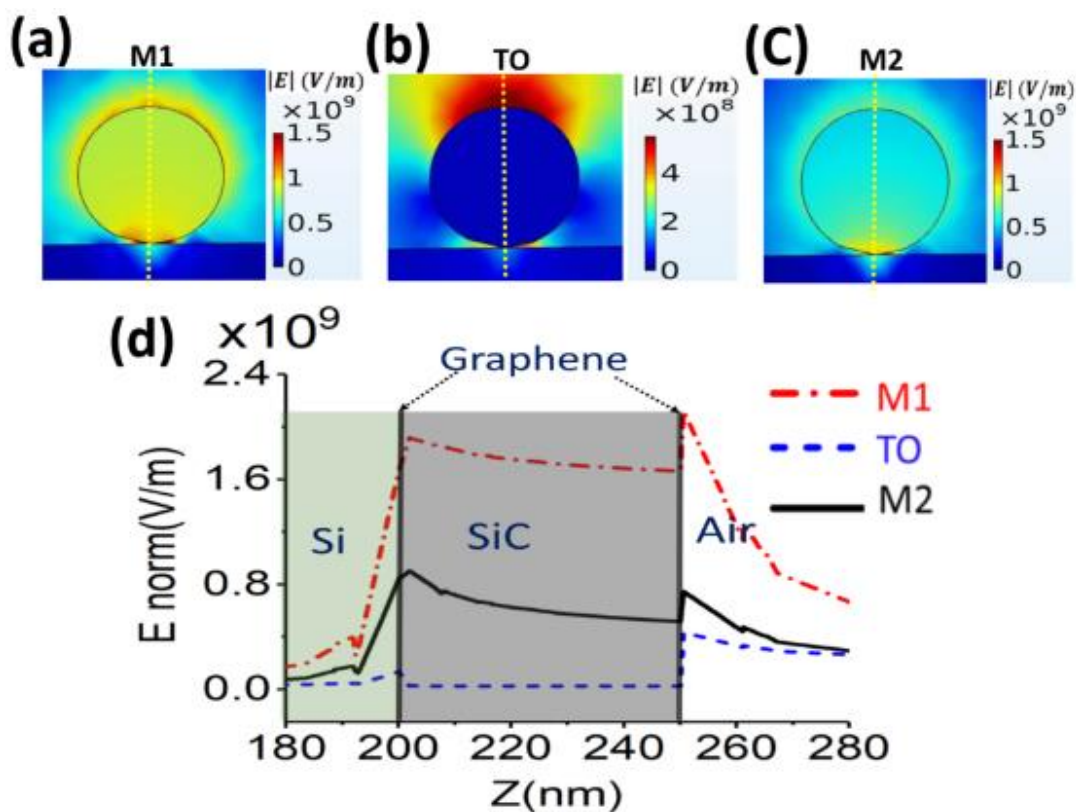 (a)
M1
|E| (V/m)
×10⁹
1.5
1
0.5
0
(b)
TO
|E| (V/m)
×10⁸
4
2
0
(C)
M2
|E| (V/m)
×10⁹
1.5
1
0.5
0
(d)
×10⁹
Graphene
2.4
1.6
0.8
0.0
E norm(V/m)
Si
SiC
Air
M1
TO
M2
180
200
220
240
260
280
Z(nm)